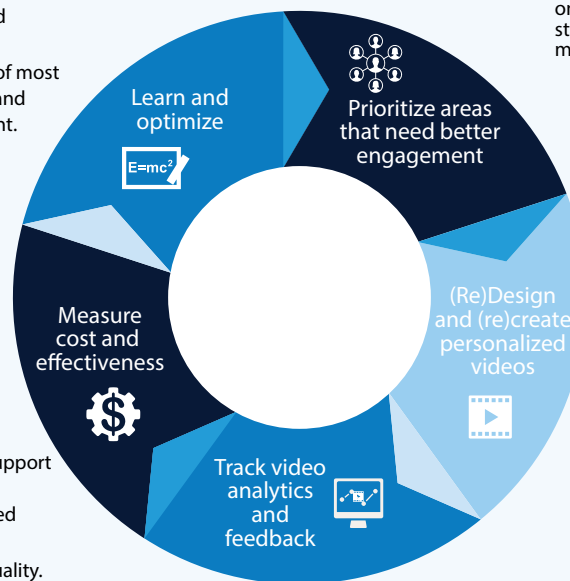 of most
and
nt.
Learn and
optimize
E=mc²
Prioritize areas
that need better
engagement
(Re)Design
and (re)create
personalized
videos
Track video
analytics
and
feedback
Measure
cost and
effectiveness
$
upport
ed
uality.